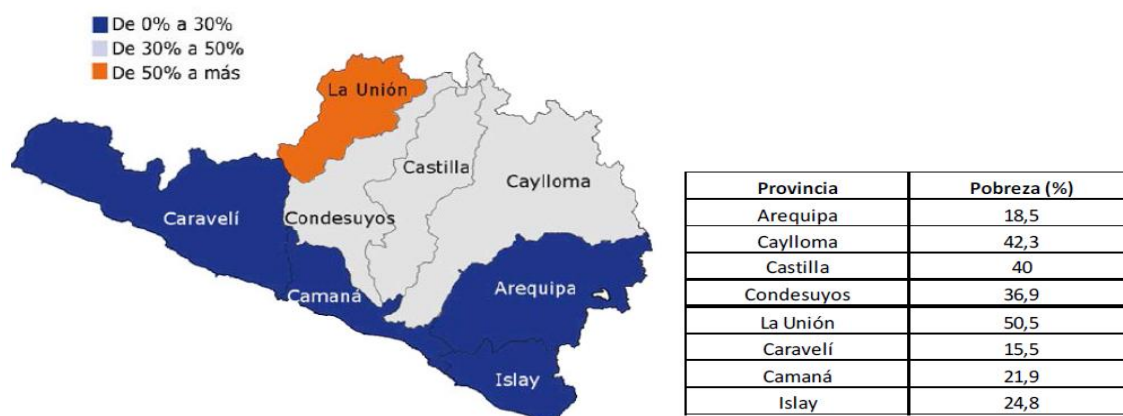 De 0% a 30%
De 30% a 50%
De 50% a más
La Unión
Castilla
Caylloma
Caravelí
Condesuyos
Camaná
Arequipa
Islay
Provincia Pobreza (%)
Arequipa 18,5
Caylloma 42,3
Castilla 40
Condesuyos 36,9
La Unión 50,5
Caravelí 15,5
Camaná 21,9
Islay 24,8